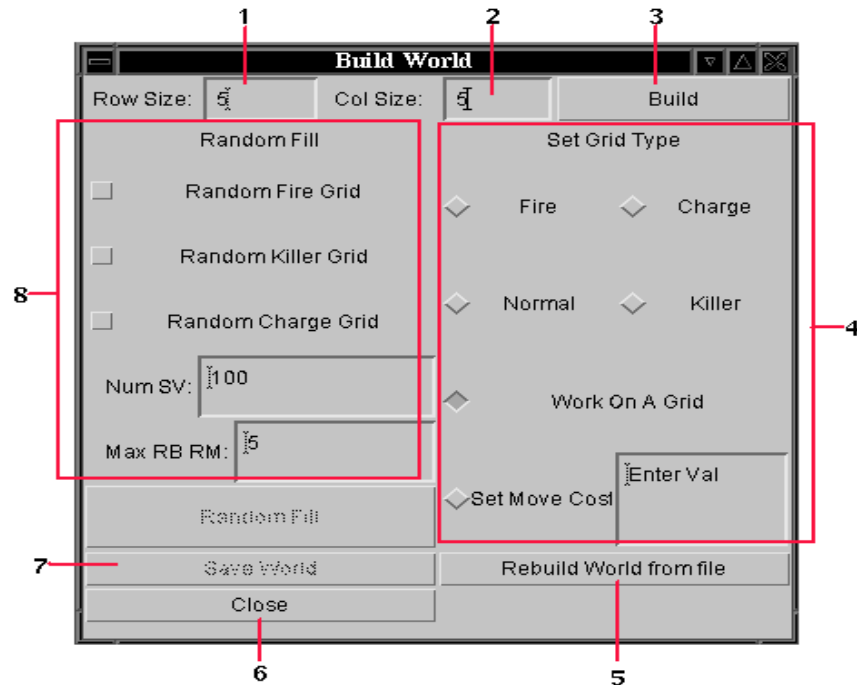 1 2 3
Build World
Row Size: 5 Col Size: 5 Build
Random Fill Set Grid Type
Random Fire Grid
Fire Charge
Random Killer Grid
8
Normal Killer
Random Charge Grid
4
Num SV: 100
Work On A Grid
Max RB RM: 5
Enter Val
Set Move Cost
Random Fill
7 Save World Rebuild World from file
Close
6 5